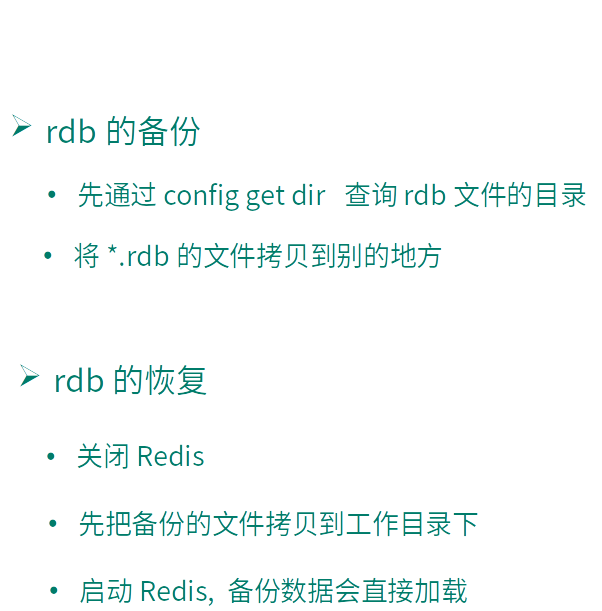 ➢ rdb 的备份
• 先通过 config get dir 查询 rdb 文件的目录
• 将 *.rdb 的文件拷贝到别的地方
➢ rdb 的恢复
• 关闭 Redis
• 先把备份的文件拷贝到工作目录下
• 启动 Redis, 备份数据会直接加载